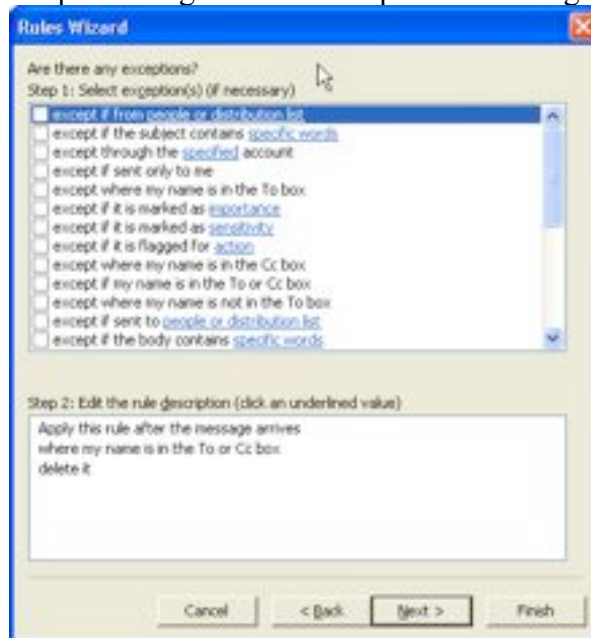 Rules Wizard
Are there any exceptions?
Step 1: Select exception(s) (if necessary)
except if from people or distribution list
except if the subject contains specific words
except through the specified account
except if sent only to me
except where my name is in the To box
except if it is marked as importance
except if it is marked as sensitivity
except if it is flagged for action
except where my name is in the Cc box
except if my name is in the To or Cc box
except where my name is not in the To box
except if sent to people or distribution list
except if the body contains specific words
Step 2: Edit the rule description (click an underlined value)
Apply this rule after the message arrives
where my name is in the To or Cc box
delete it
Cancel < Back Next > Finish